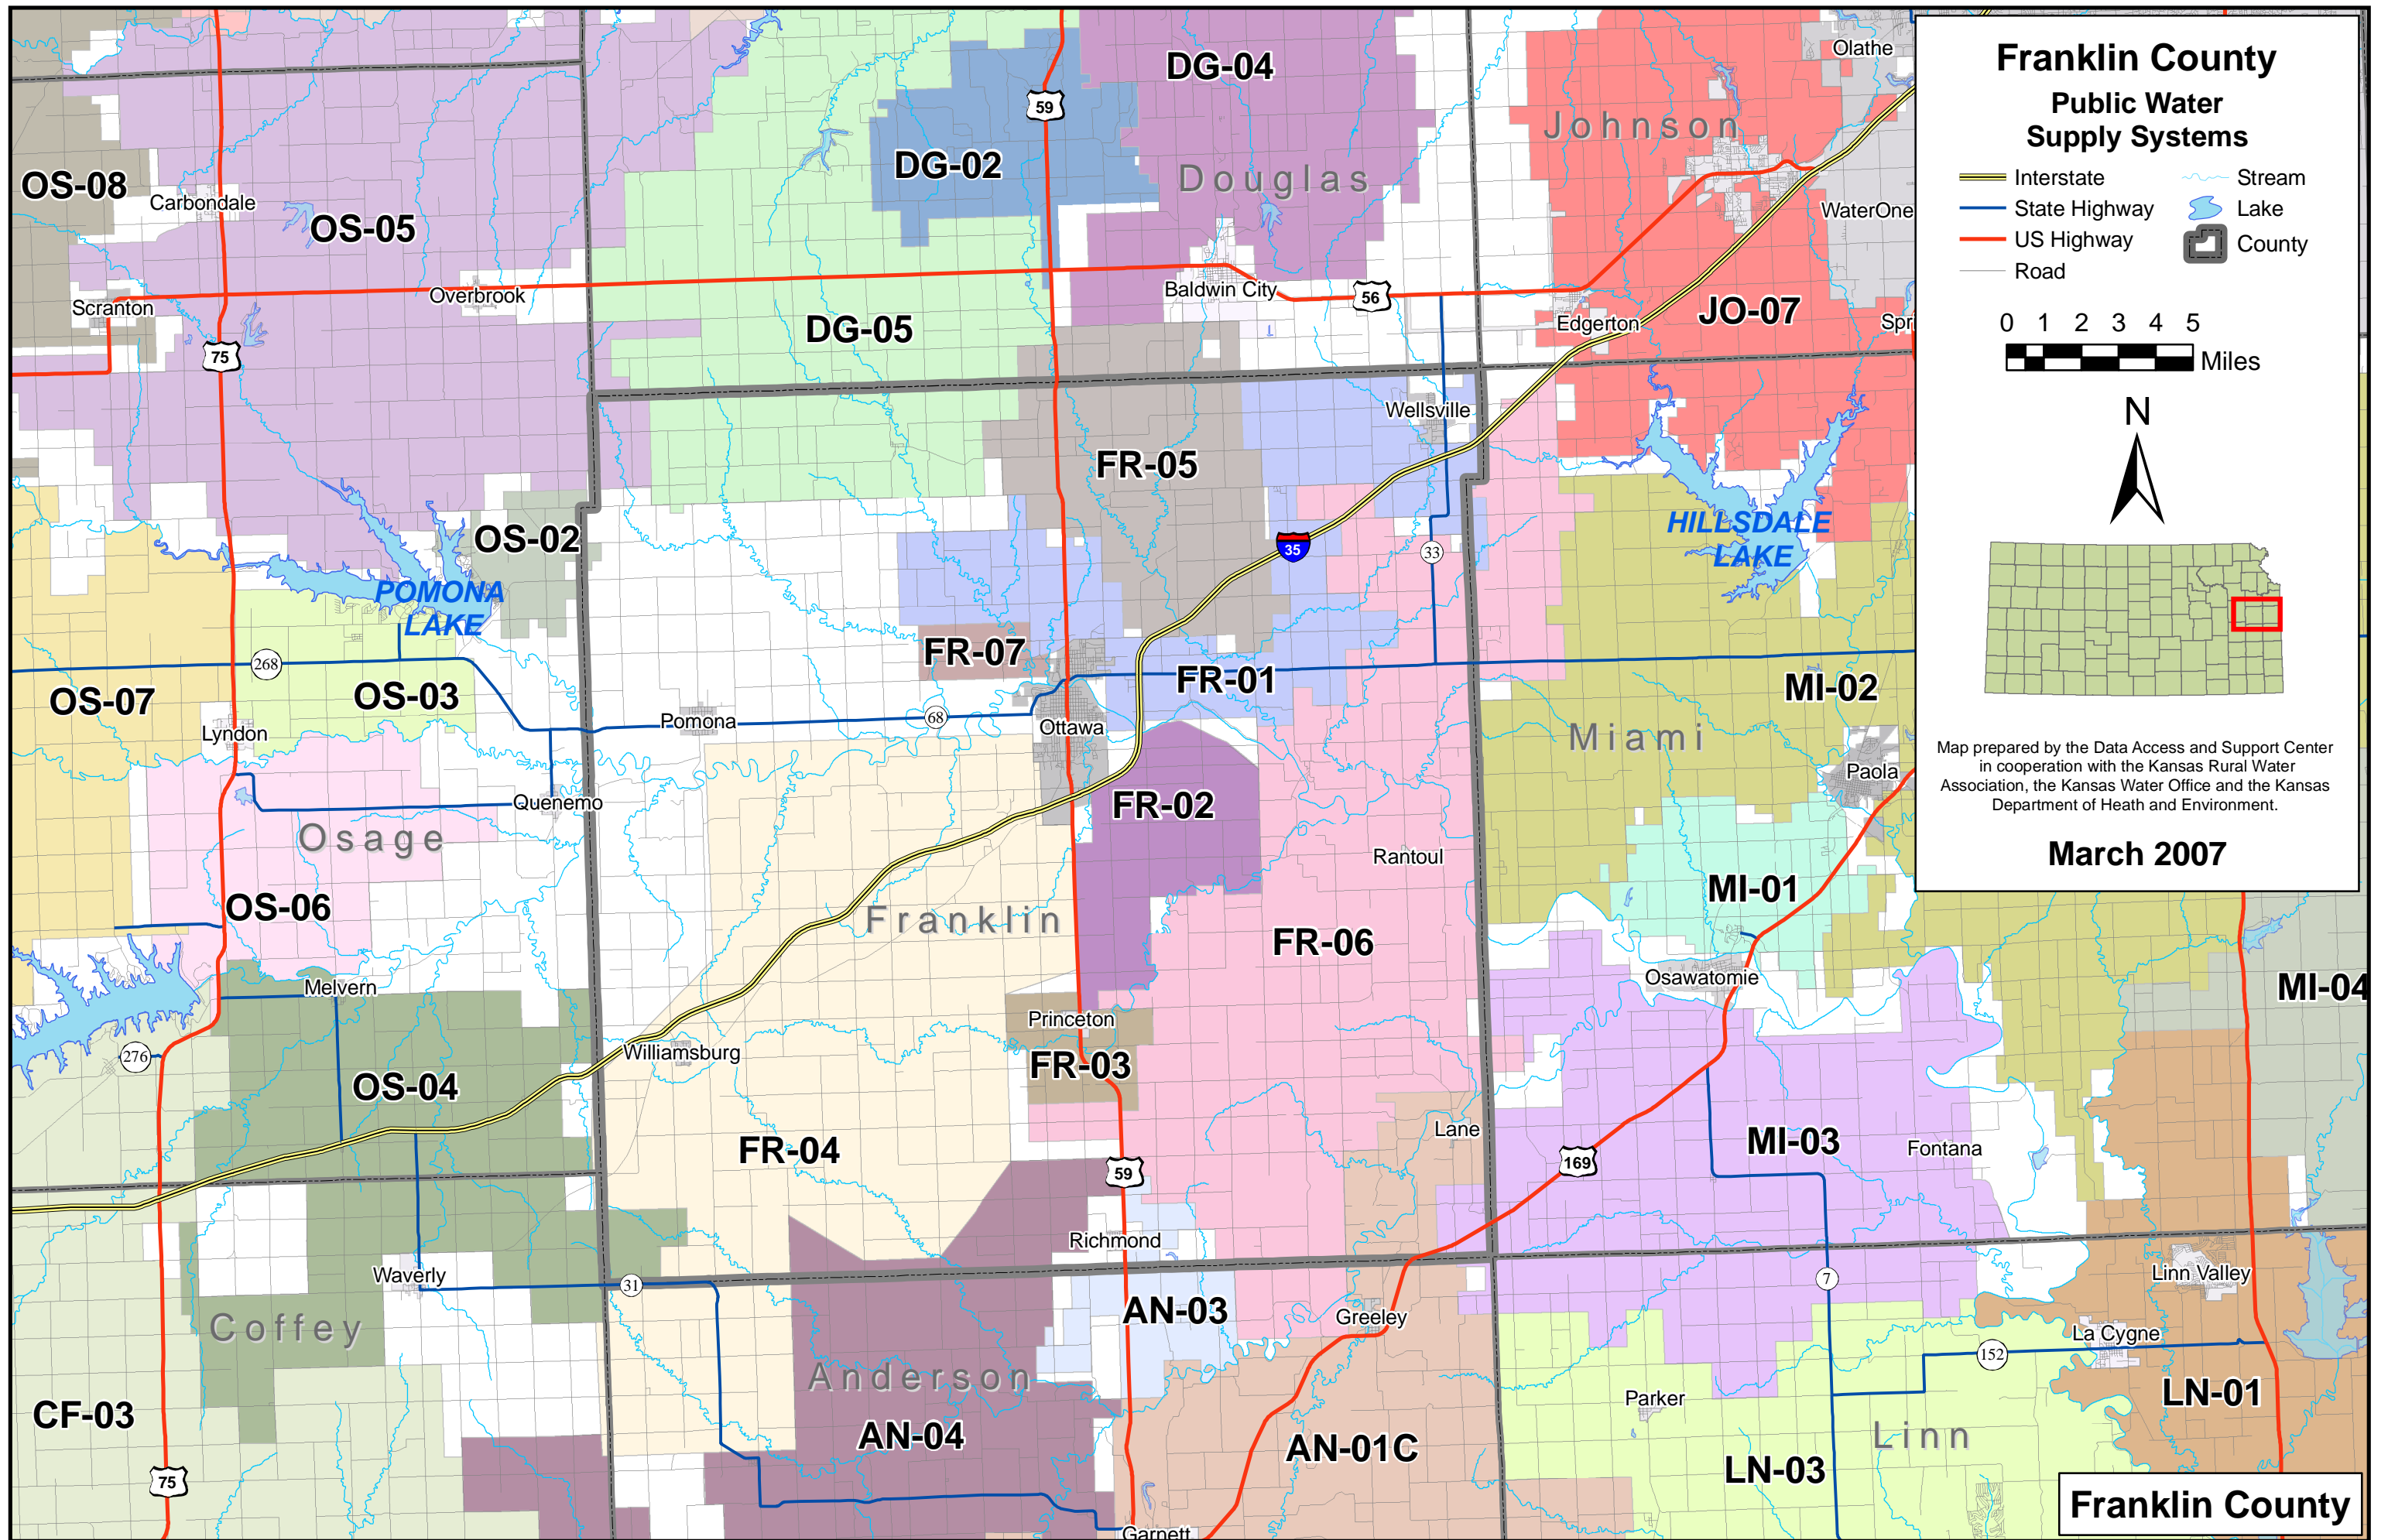 Franklin County
Public Water
Supply Systems
Interstate
State Highway
US Highway
Road
Stream
Lake
County
0 1 2 3 4 5
Miles
N
Map prepared by the Data Access and Support Center
in cooperation with the Kansas Rural Water
Association, the Kansas Water Office and the Kansas
Department of Heath and Environment.
March 2007
DG-04
Olathe
59
Johnson
DG-02
OS-08
Douglas
Carbondale
WaterOne
OS-05
Overbrook
Baldwin City
56
Scranton
JO-07
Edgerton
Spri
DG-05
75
Wellsville
FR-05
HILLSDALE
LAKE
OS-02
35
33
POMONA
LAKE
FR-07
268
FR-01
OS-07
OS-03
MI-02
Pomona
68
Ottawa
Lyndon
Miami
Paola
Quenemo
FR-02
Osage
Rantoul
MI-01
OS-06
Franklin
FR-06
Osawatomie
Melvern
MI-04
Princeton
276
Williamsburg
FR-03
OS-04
Lane
MI-03
Fontana
FR-04
169
59
Richmond
Waverly
31
7
Linn Valley
AN-03
Greeley
Coffey
La Cygne
152
Anderson
Parker
LN-01
CF-03
AN-04
Linn
AN-01C
LN-03
75
Garnett
Franklin County